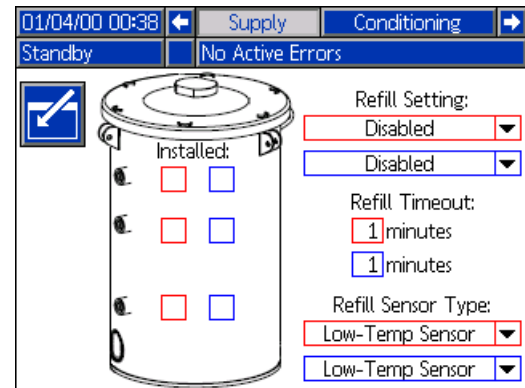 01/04/00 00:38 Supply Conditioning
Standby No Active Errors
Refill Setting:
Disabled
Installed:
Disabled
Refill Timeout:
1 minutes
1 minutes
Refill Sensor Type:
Low-Temp Sensor
Low-Temp Sensor